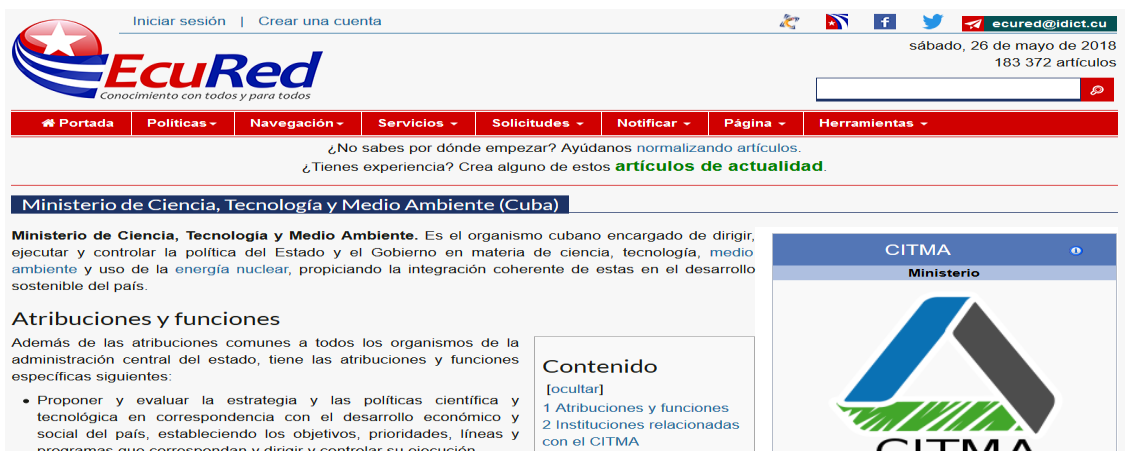 Iniciar sesión | Crear una cuenta
ecured@idict.cu
sábado, 26 de mayo de 2018
183 372 artículos
EcuRed
Conocimiento con todos y para todos
Portada Políticas Navegación Servicios Solicitudes Notificar Página Herramientas
¿No sabes por dónde empezar? Ayúdanos normalizando artículos.
¿Tienes experiencia? Crea alguno de estos artículos de actualidad.
Ministerio de Ciencia, Tecnología y Medio Ambiente (Cuba)
Ministerio de Ciencia, Tecnología y Medio Ambiente. Es el organismo cubano encargado de dirigir,
ejecutar y controlar la política del Estado y el Gobierno en materia de ciencia, tecnología, medio
ambiente y uso de la energía nuclear, propiciando la integración coherente de estas en el desarrollo
sostenible del país.
Atribuciones y funciones
Además de las atribuciones comunes a todos los organismos de la
administración central del estado, tiene las atribuciones y funciones
específicas siguientes:
• Proponer y evaluar la estrategia y las políticas científica y
tecnológica en correspondencia con el desarrollo económico y
social del país, estableciendo los objetivos, prioridades, líneas y
programas que correspondan y dirigir y controlar su ejecución.
Contenido
[ocultar]
1 Atribuciones y funciones
2 Instituciones relacionadas
con el CITMA
CITMA
Ministerio
CITMA